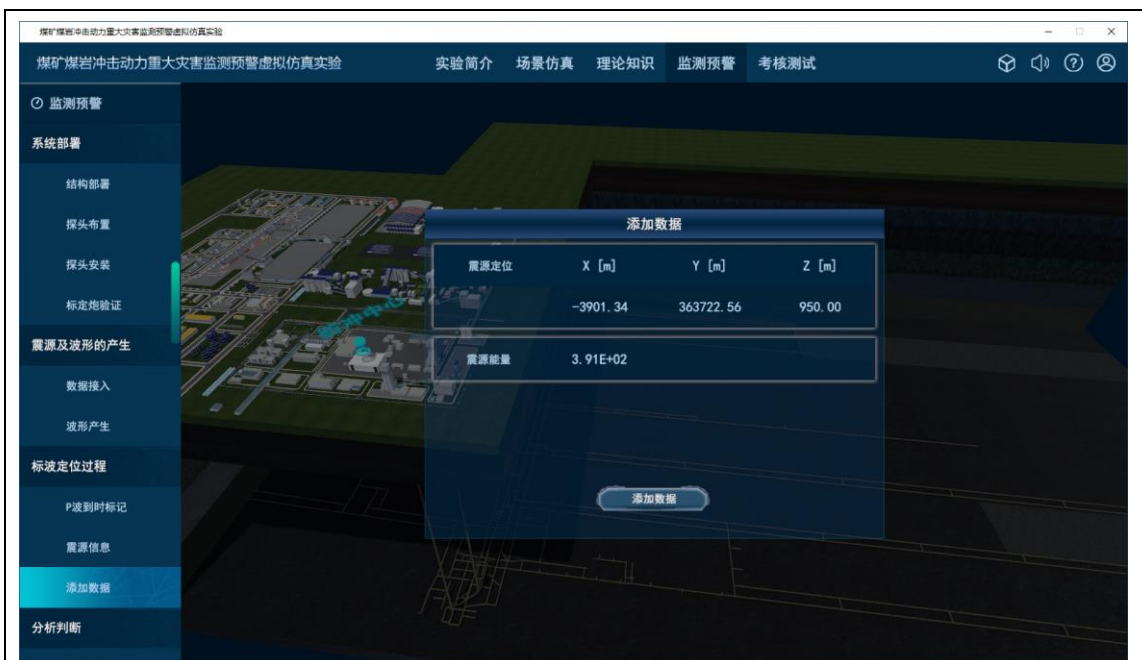 煤矿煤岩冲击动力重大灾害监测预警虚拟仿真实验
煤矿煤岩冲击动力重大灾害监测预警虚拟仿真实验 实验简介 场景仿真 理论知识 监测预警 考核测试
监测预警
系统部署
结构部署
探头布置
探头安装
标定炮验证
震源及波形的产生
数据接入
波形产生
标波定位过程
P波到时标记
震源信息
添加数据
分析判断
添加数据
震源定位 X [m] Y [m] Z [m]
-3901.34 363722.56 950.00
震源能量 3.91E+02
添加数据